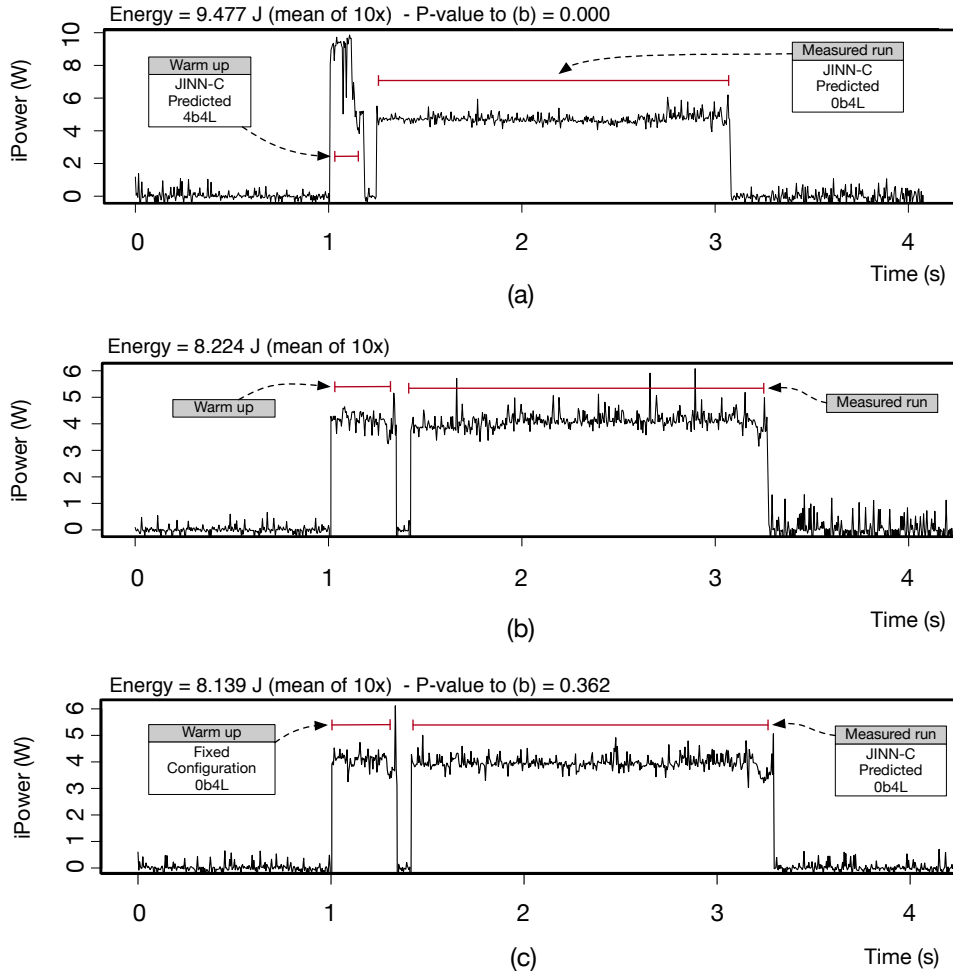 Energy = 9.477 J (mean of 10x)  - P-value to (b) = 0.000
iPower (W)
10
8
6
4
2
0
Warm up
JINN-C
Predicted
4b4L
Measured run
JINN-C
Predicted
0b4L
0 1 2 3 4
Time (s)
(a)
Energy = 8.224 J (mean of 10x)
iPower (W)
6
5
4
3
2
1
0
Warm up
Measured run
0 1 2 3 4
Time (s)
(b)
Energy = 8.139 J (mean of 10x)  - P-value to (b) = 0.362
iPower (W)
6
5
4
3
2
1
0
Warm up
Fixed
Configuration
0b4L
Measured run
JINN-C
Predicted
0b4L
0 1 2 3 4
Time (s)
(c)